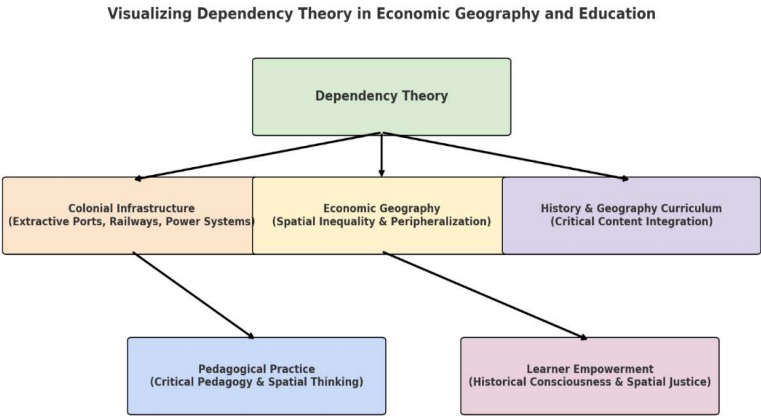 Visualizing Dependency Theory in Economic Geography and Education
Dependency Theory
Colonial Infrastructure
(Extractive Ports, Railways, Power Systems)
Economic Geography
(Spatial Inequality & Peripheralization)
History & Geography Curriculum
(Critical Content Integration)
Pedagogical Practice
(Critical Pedagogy & Spatial Thinking)
Learner Empowerment
(Historical Consciousness & Spatial Justice)